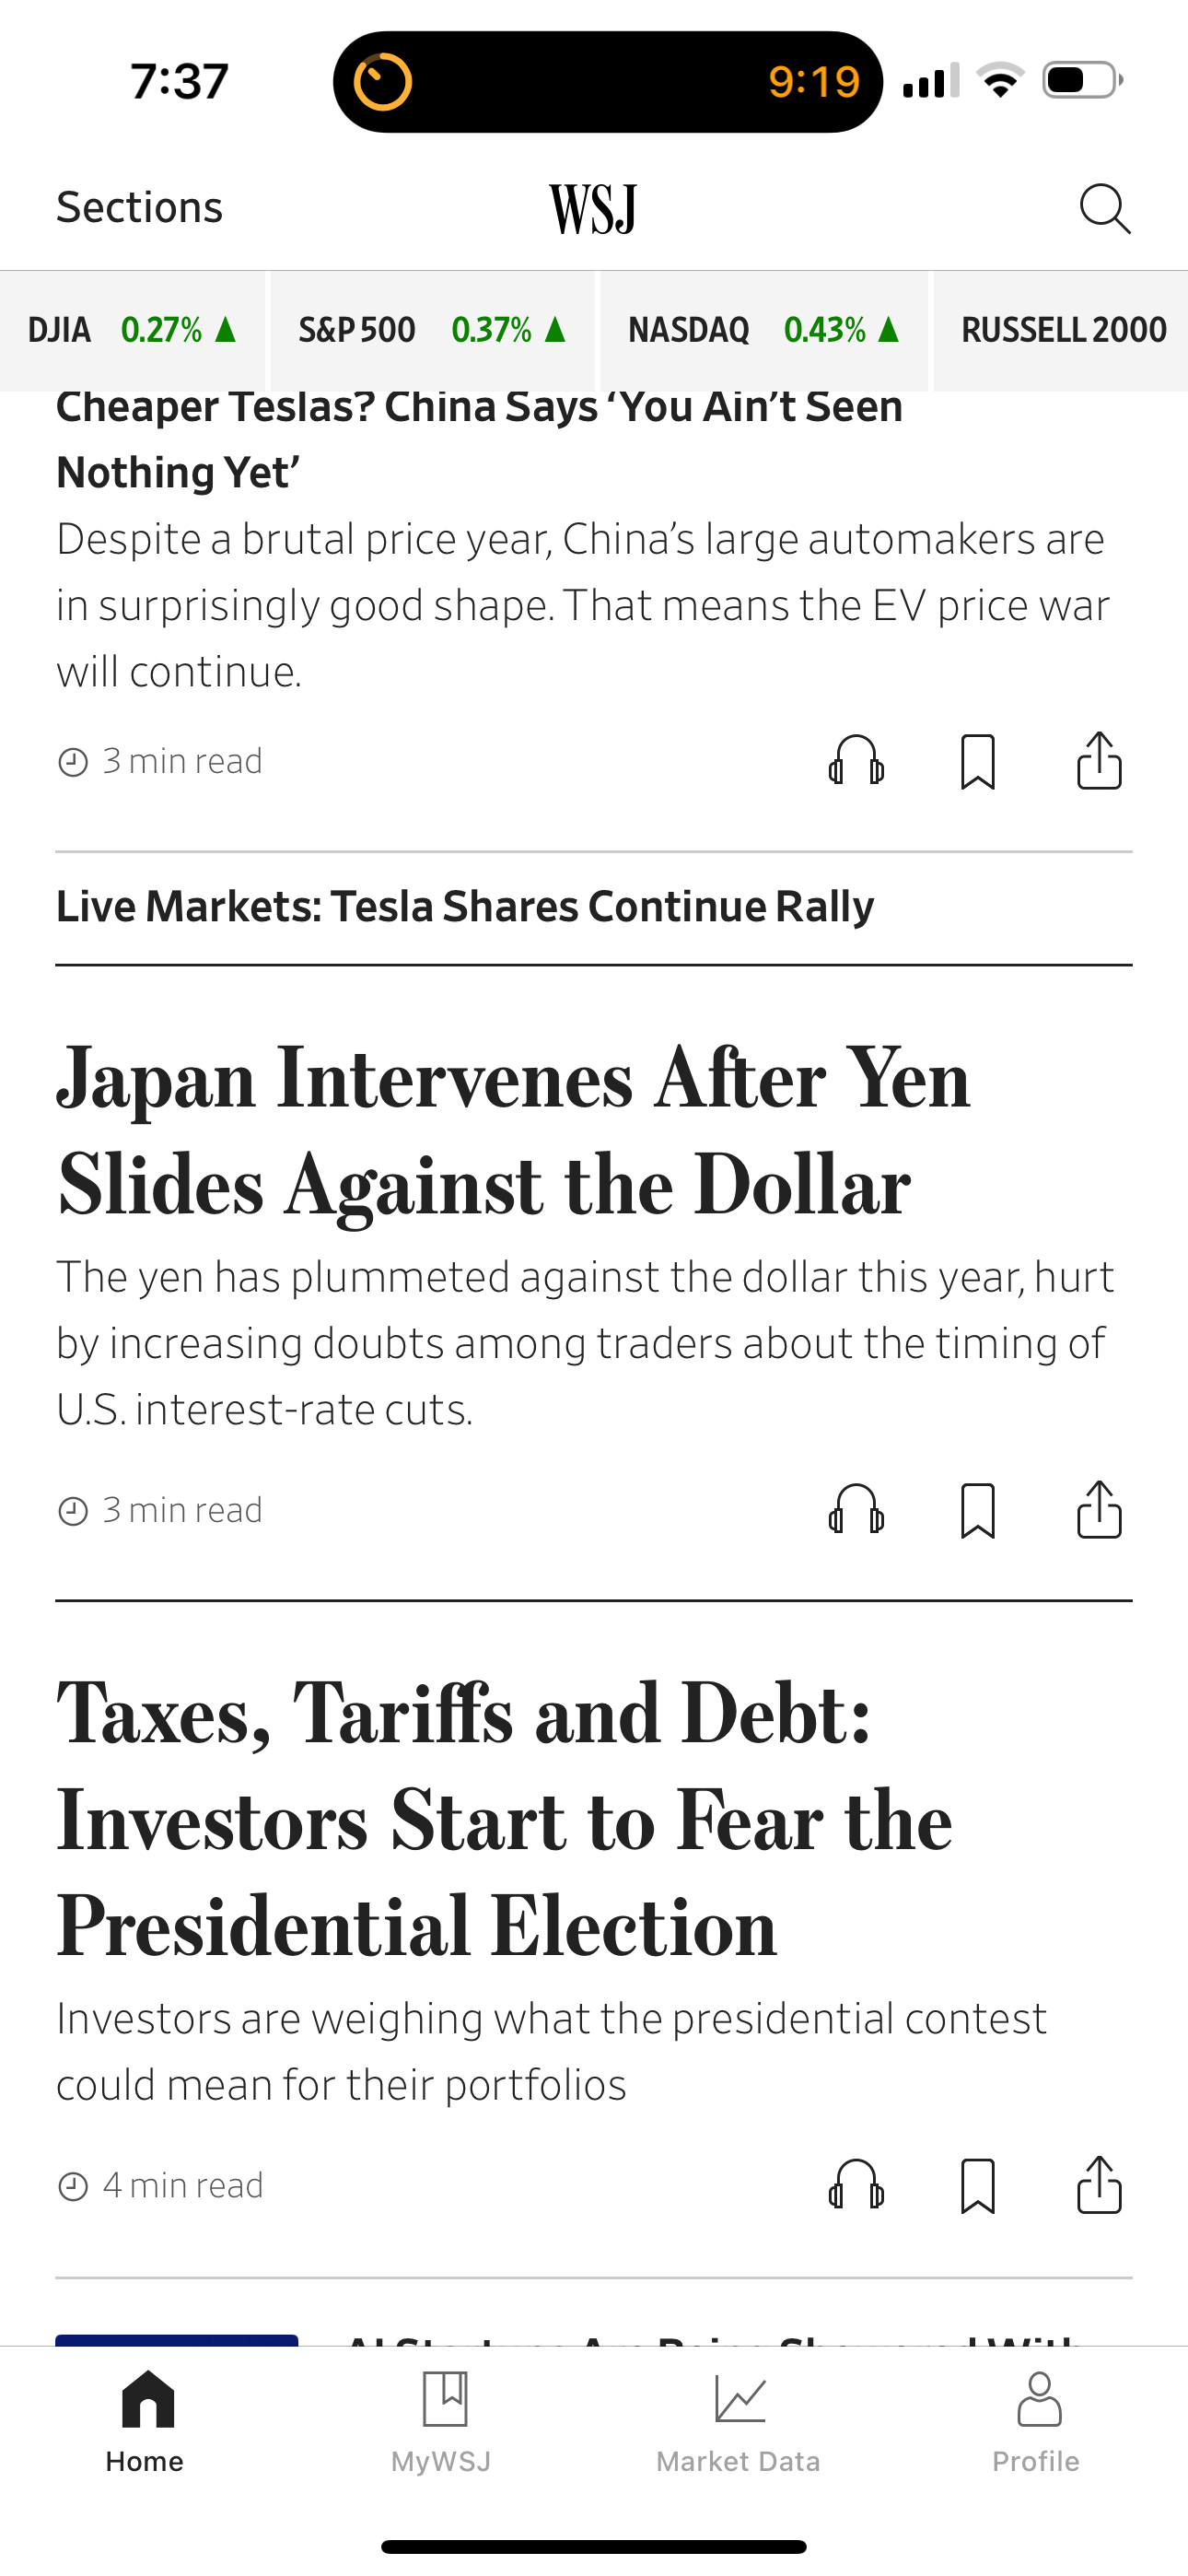 7:37
9:19
Sections
WSJ
DJIA 0.27% ▲
S&P 500 0.37% ▲
NASDAQ 0.43% ▲
RUSSELL 2000
Cheaper Teslas? China Says ‘You Ain’t Seen
Nothing Yet’
Despite a brutal price year, China’s large automakers are
in surprisingly good shape. That means the EV price war
will continue.
3 min read
Live Markets: Tesla Shares Continue Rally
Japan Intervenes After Yen
Slides Against the Dollar
The yen has plummeted against the dollar this year, hurt
by increasing doubts among traders about the timing of
U.S. interest-rate cuts.
3 min read
Taxes, Tariffs and Debt:
Investors Start to Fear the
Presidential Election
Investors are weighing what the presidential contest
could mean for their portfolios
4 min read
AI Startups Are Being Showered With
Home
MyWSJ
Market Data
Profile